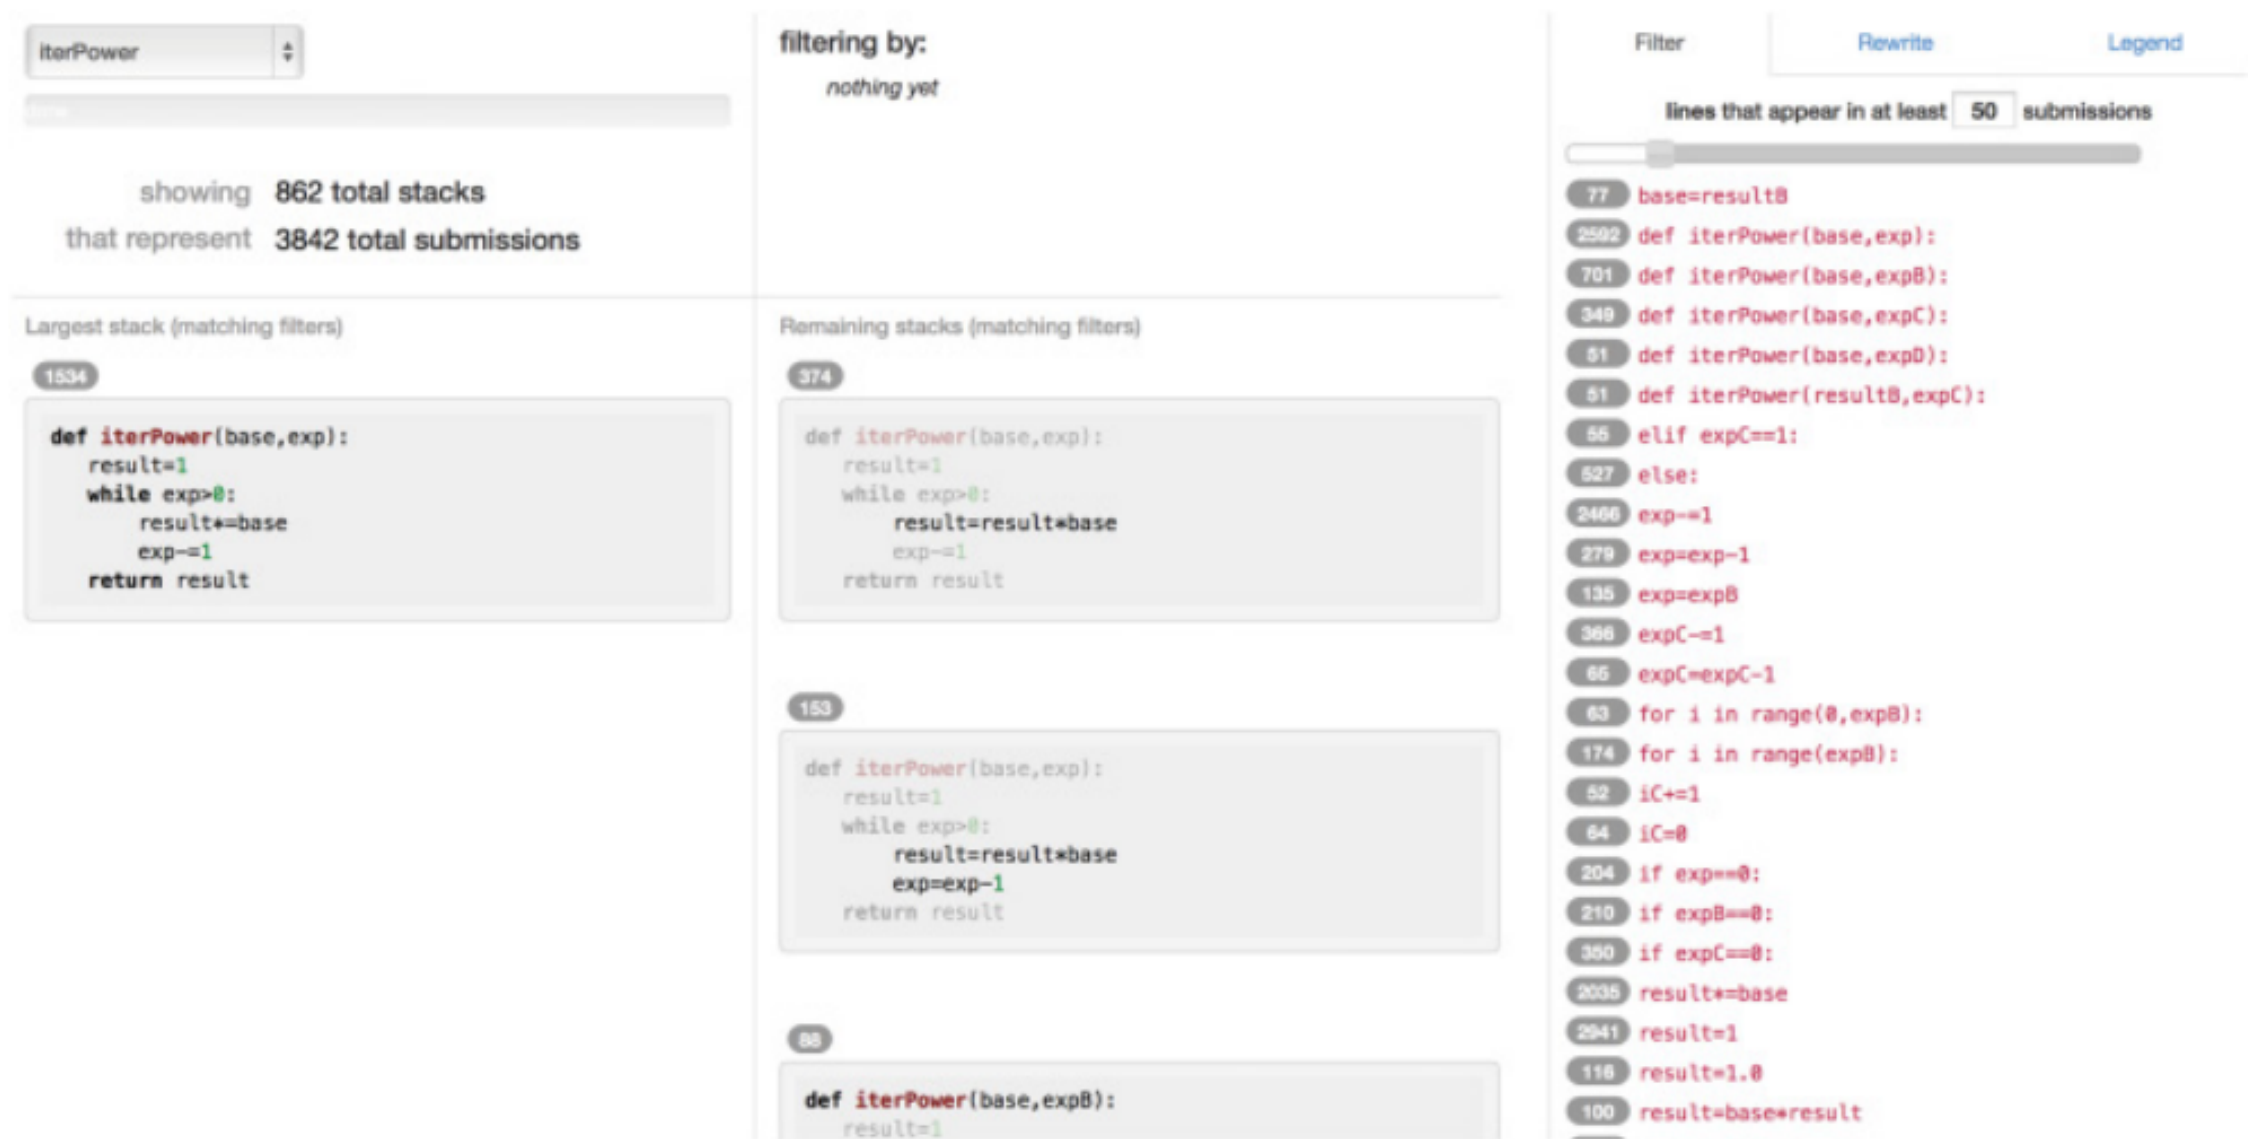 iterPower
showing 862 total stacks
that represent 3842 total submissions
filtering by:
nothing yet
Largest stack (matching filters)
1534
def iterPower(base,exp):
result=1
while exp>0:
result*=base
exp-=1
return result
Remaining stacks (matching filters)
374
def iterPower(base,exp):
result=1
while exp>0:
result=result*base
exp-=1
return result
153
def iterPower(base,exp):
result=1
while exp>0:
result=result*base
exp=exp-1
return result
88
def iterPower(base,expB):
result=1
Filter Rewrite Legend
lines that appear in at least 50 submissions
77 base=resultB
2592 def iterPower(base,exp):
701 def iterPower(base,expB):
349 def iterPower(base,expC):
51 def iterPower(base,expD):
51 def iterPower(resultB,expC):
55 elif expC==1:
527 else:
2466 exp-=1
279 exp=exp-1
135 exp=expB
366 expC-=1
65 expC=expC-1
63 for i in range(0,expB):
174 for i in range(expB):
52 iC+=1
64 iC=0
204 if exp==0:
210 if expB==0:
350 if expC==0:
2035 result*=base
2941 result=1
116 result=1.0
100 result=base*result